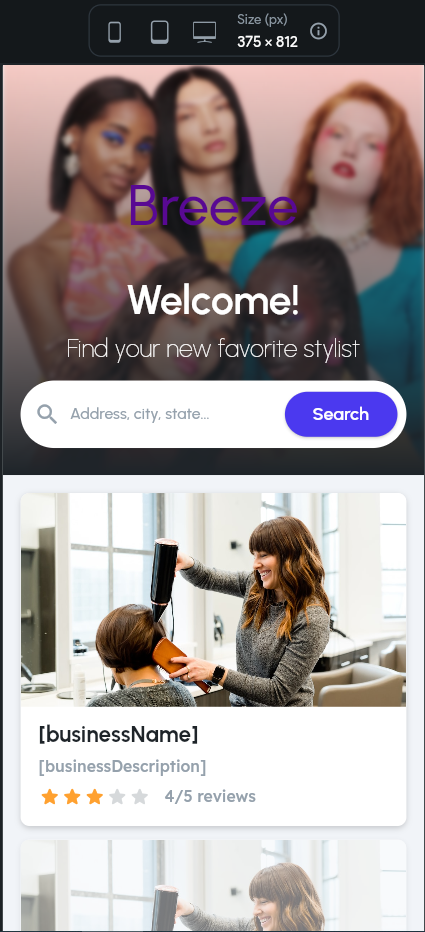 Size (px)
375 × 812
Breeze
Welcome!
Find your new favorite stylist
Address, city, state...
Search
[businessName]
[businessDescription]
4/5 reviews